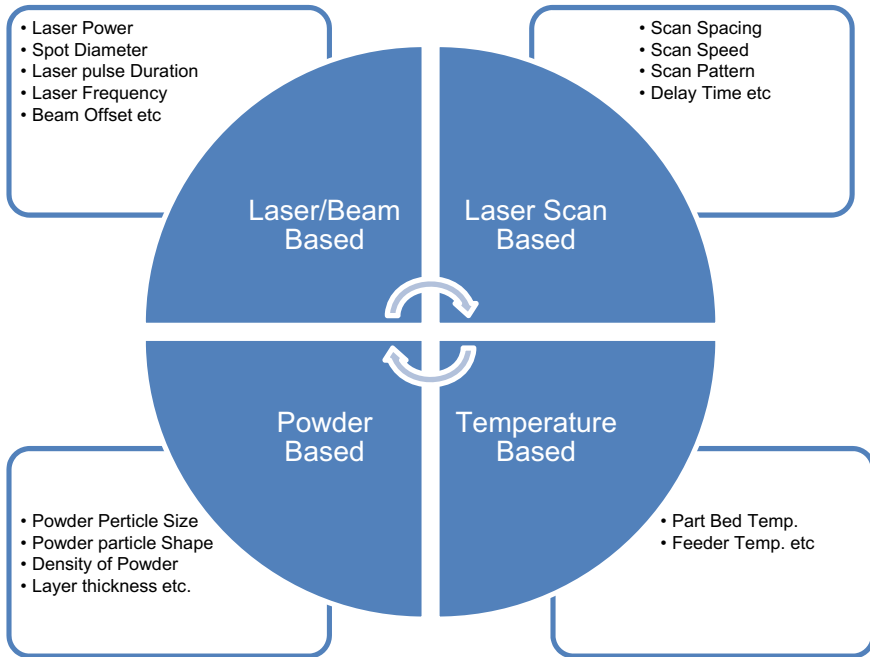 • Laser Power
• Spot Diameter
• Laser pulse Duration
• Laser Frequency
• Beam Offset etc
• Scan Spacing
• Scan Speed
• Scan Pattern
• Delay Time etc
Laser/Beam
Based
Laser Scan
Based
Powder
Based
Temperature
Based
• Powder Perticle Size
• Powder particle Shape
• Density of Powder
• Layer thickness etc.
• Part Bed Temp.
• Feeder Temp. etc